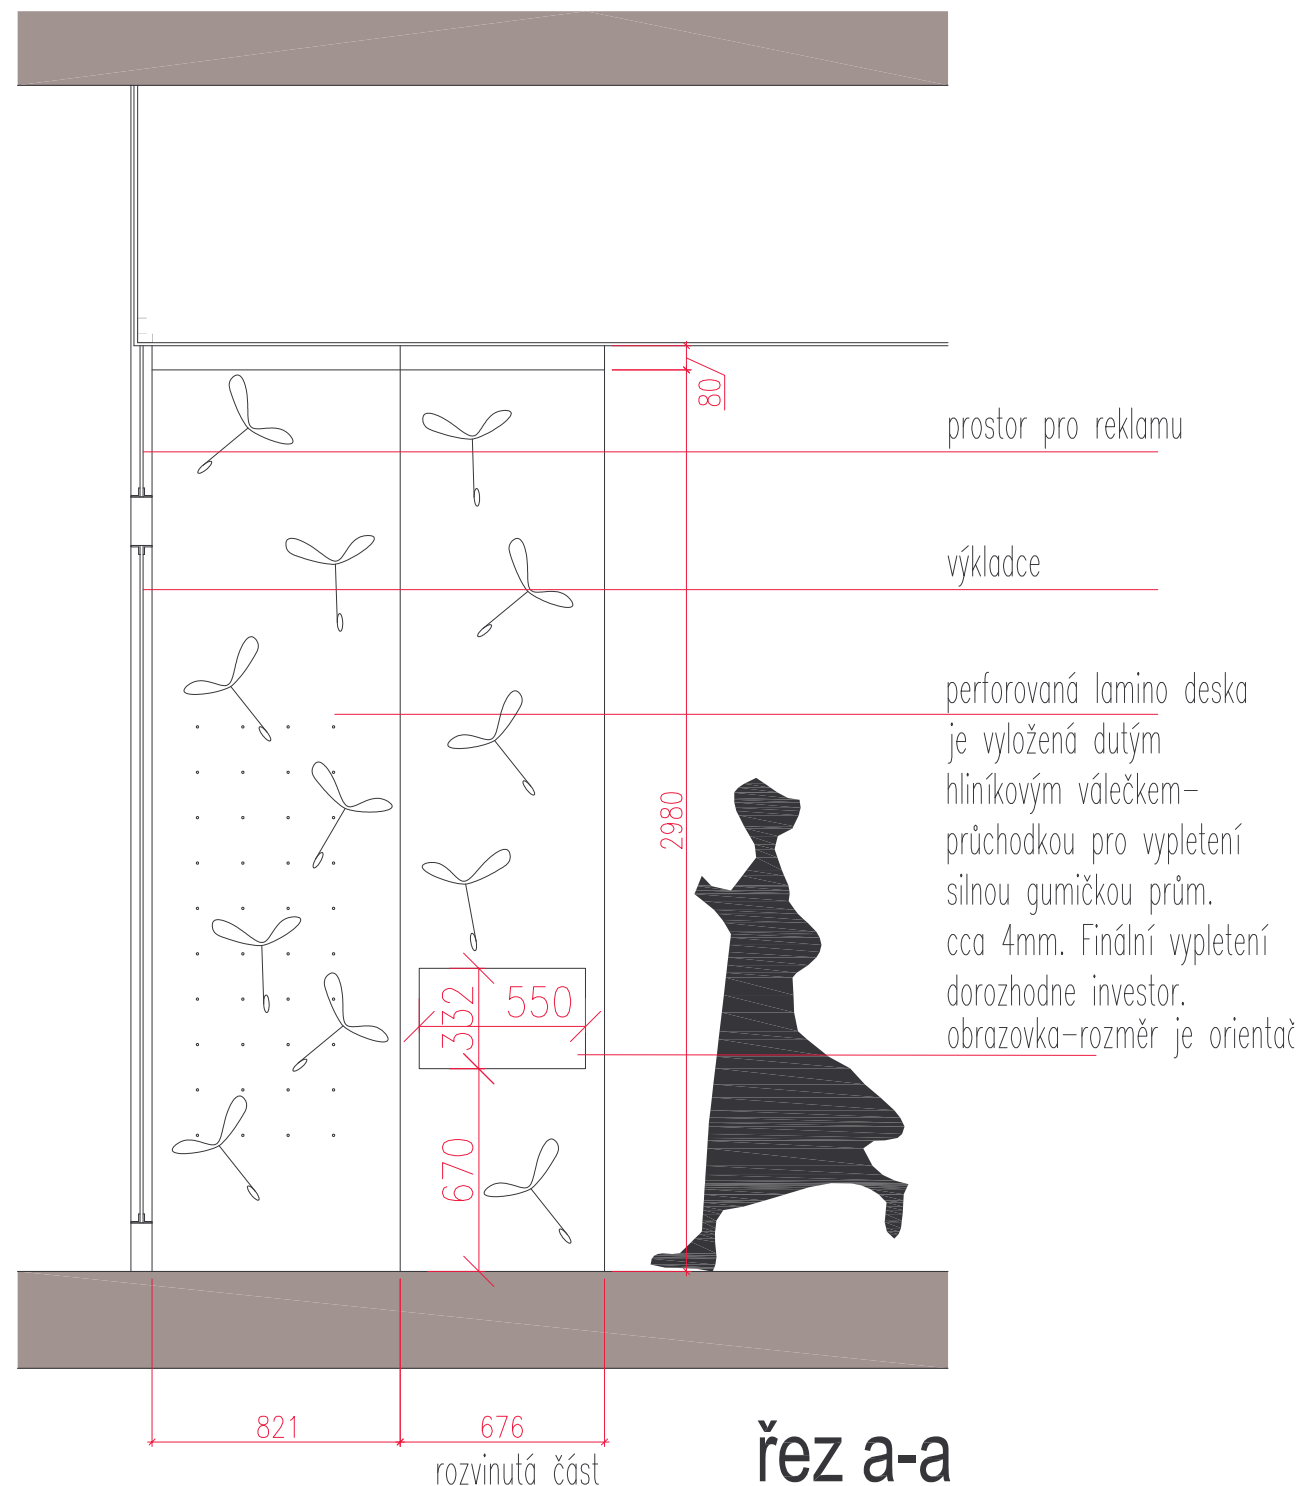 80
prostor pro reklamu
výkladce
perforovaná lamino deska
je vyložená dutým
hliníkovým válečkem-
průchodkou pro vypletení
silnou gumičkou prům.
cca 4mm. Finální vypletení
dorozhodne investor.
obrazovka-rozměr je orientač
2980
550
332
670
821
676
rozvinutá část
řez a-a